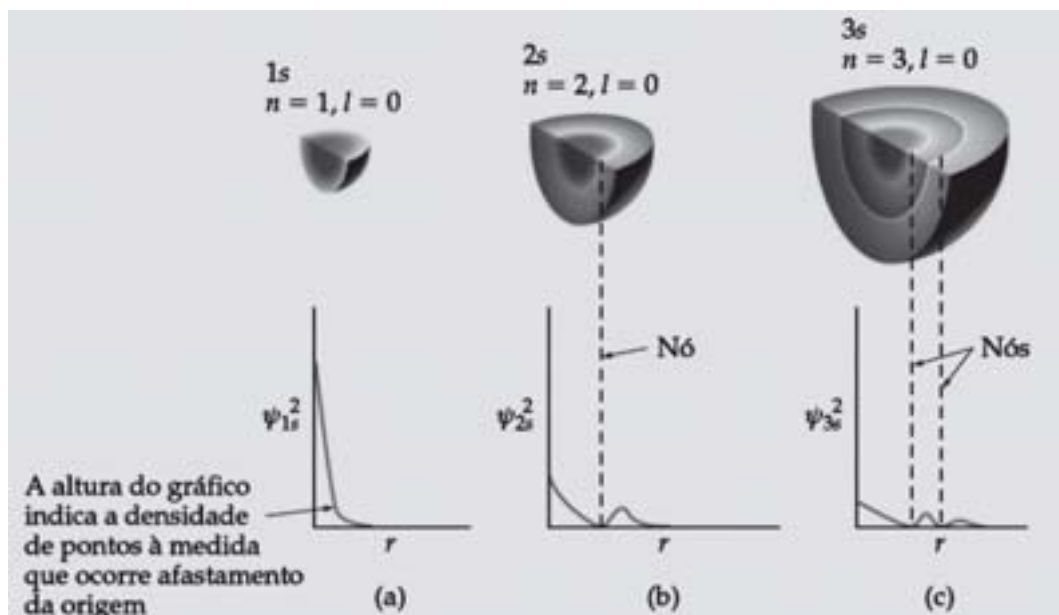 1s
n = 1, l = 0
2s
n = 2, l = 0
3s
n = 3, l = 0
Nó
Nós
ψ1s²
ψ2s²
ψ3s²
A altura do gráfico
indica a densidade
de pontos à medida
que ocorre afastamento
da origem
r
r
r
(a)
(b)
(c)